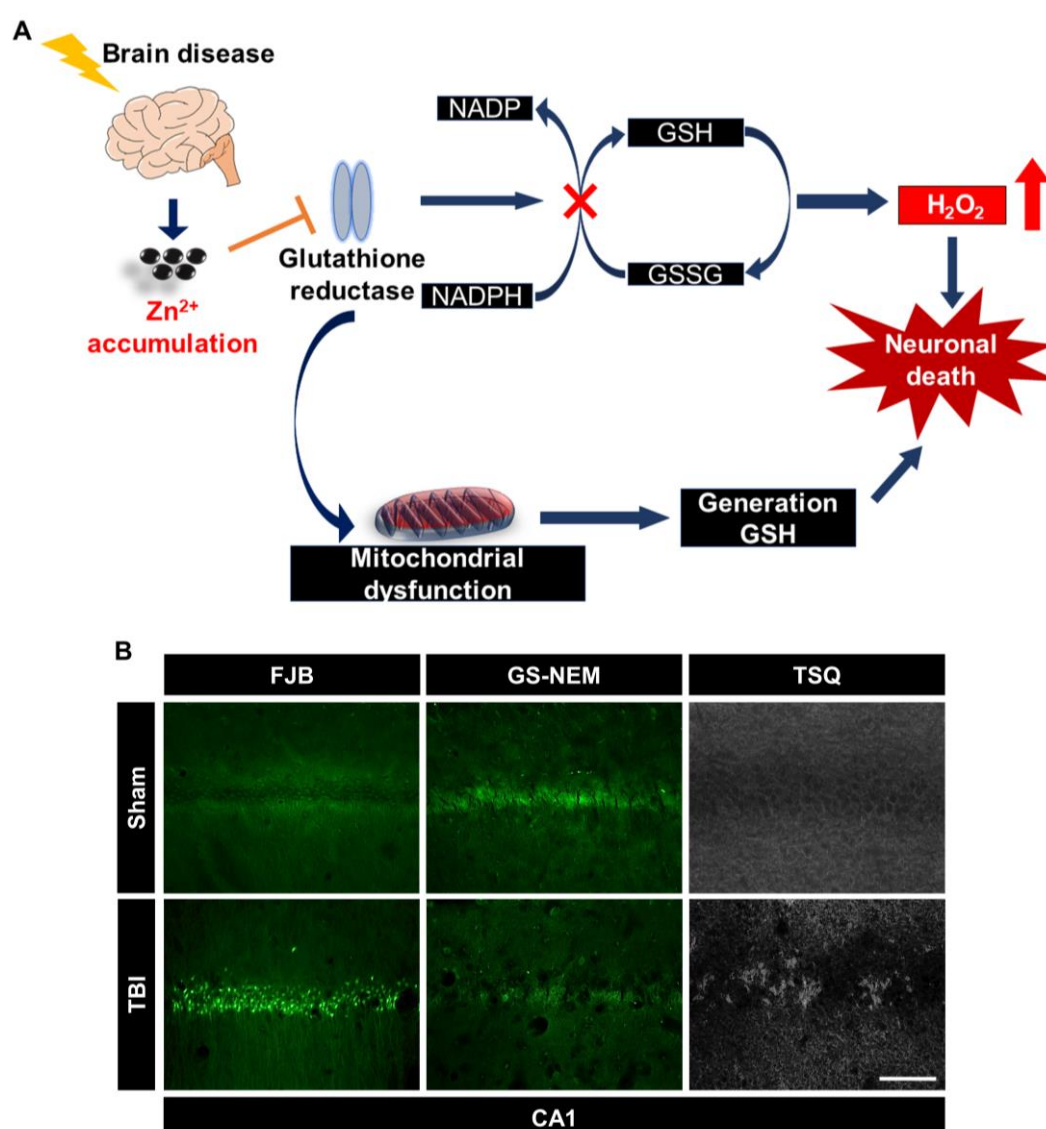 A
Brain disease
Zn²⁺
accumulation
Glutathione
reductase
NADP
NADPH
GSH
GSSG
H₂O₂
Neuronal
death
Mitochondrial
dysfunction
Generation
GSH
B
FJB
GS-NEM
TSQ
Sham
TBI
CA1